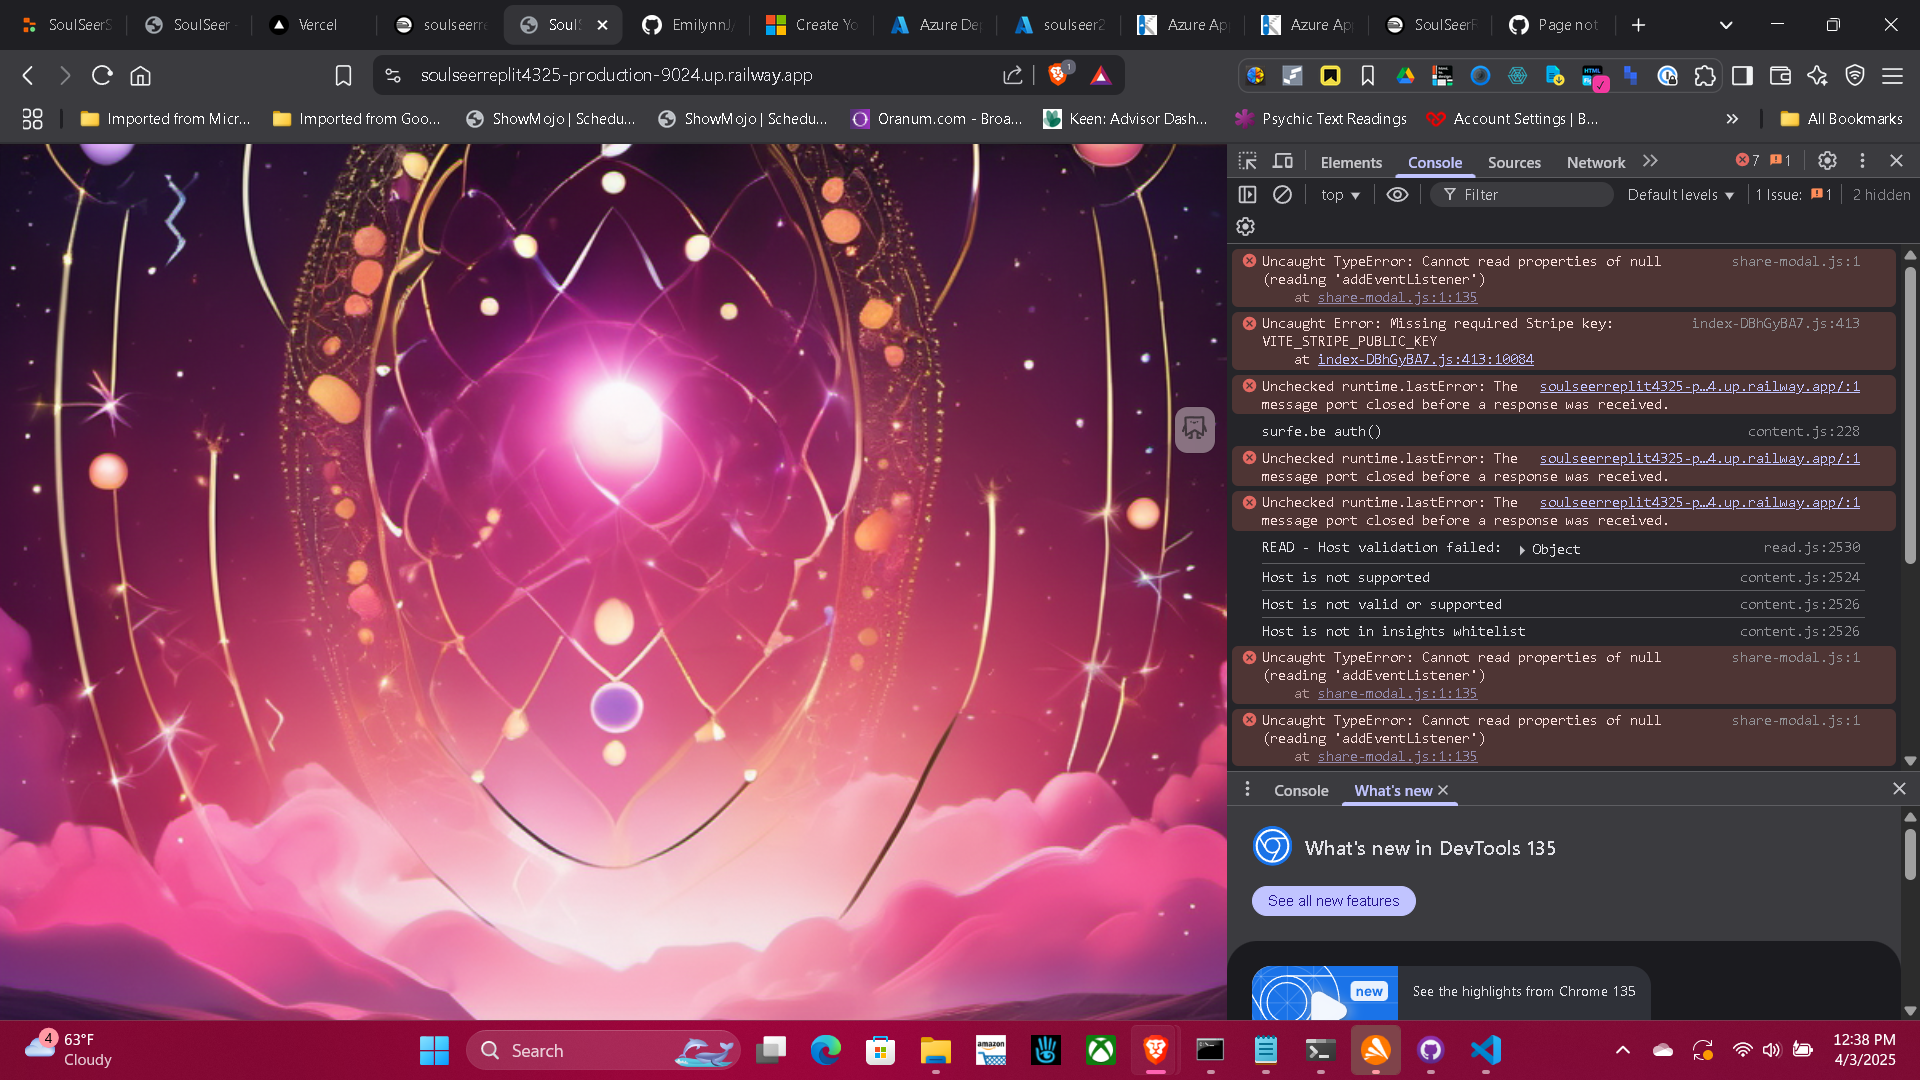 SoulSeerS
SoulSeer -
Vercel
soulseerre
SoulS
EmilynnJ/
Create Yo
Azure De
soulseer2
Azure Ap
Azure Ap
SoulSeerF
Page not
soulseerreplit4325-production-9024.up.railway.app
1
Imported from Micr...
Imported from Goo...
ShowMojo | Schedu...
ShowMojo | Schedu...
Oranum.com - Broa...
Keen: Advisor Dash...
Psychic Text Readings
Account Settings | B...
All Bookmarks
Elements
Console
Sources
Network
7
1
top
Filter
Default levels
1 Issue:
1
2 hidden
Uncaught TypeError: Cannot read properties of null share-modal.js:1
(reading 'addEventListener')
at share-modal.js:1:135
Uncaught Error: Missing required Stripe key: index-DBhGyBA7.js:413
VITE_STRIPE_PUBLIC_KEY
at index-DBhGyBA7.js:413:10084
Unchecked runtime.lastError: The soulseerreplit4325-p…4.up.railway.app/:1
message port closed before a response was received.
surfe.be auth() content.js:228
Unchecked runtime.lastError: The soulseerreplit4325-p…4.up.railway.app/:1
message port closed before a response was received.
Unchecked runtime.lastError: The soulseerreplit4325-p…4.up.railway.app/:1
message port closed before a response was received.
READ - Host validation failed: Object read.js:2530
Host is not supported content.js:2524
Host is not valid or supported content.js:2526
Host is not in insights whitelist content.js:2526
Uncaught TypeError: Cannot read properties of null share-modal.js:1
(reading 'addEventListener')
at share-modal.js:1:135
Uncaught TypeError: Cannot read properties of null share-modal.js:1
(reading 'addEventListener')
at share-modal.js:1:135
Console
What's new
What's new in DevTools 135
See all new features
new
See the highlights from Chrome 135
4
63°F
Cloudy
Search
amazon
12:38 PM
4/3/2025